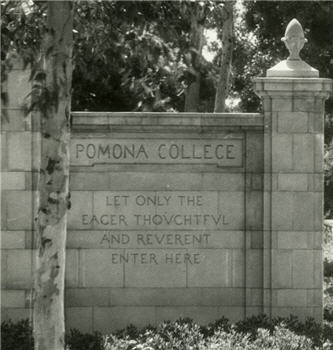 POMONA COLLEGE
LET ONLY THE
EAGER THOVGHTFVL
AND REVERENT
ENTER HERE